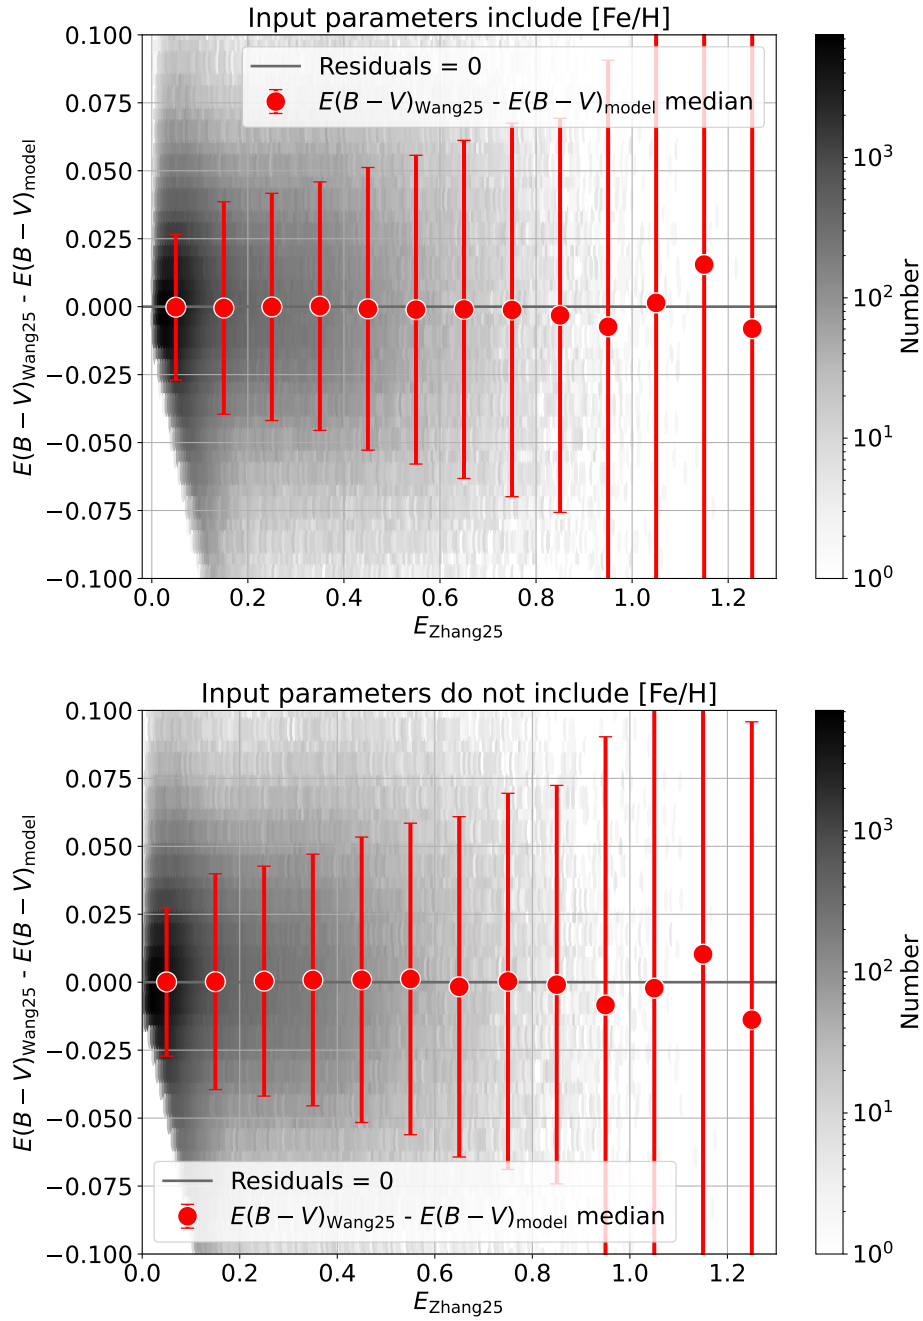 Input parameters include [Fe/H]
Residuals = 0
E(B − V)Wang25 - E(B − V)model median
E(B − V)Wang25 - E(B − V)model
0.100
0.075
0.050
0.025
0.000
−0.025
−0.050
−0.075
−0.100
0.0 0.2 0.4 0.6 0.8 1.0 1.2
EZhang25
10³
10²
10¹
10⁰
Number
Input parameters do not include [Fe/H]
E(B − V)Wang25 - E(B − V)model
0.100
0.075
0.050
0.025
0.000
−0.025
−0.050
−0.075
−0.100
Residuals = 0
E(B − V)Wang25 - E(B − V)model median
0.0 0.2 0.4 0.6 0.8 1.0 1.2
EZhang25
10³
10²
10¹
10⁰
Number